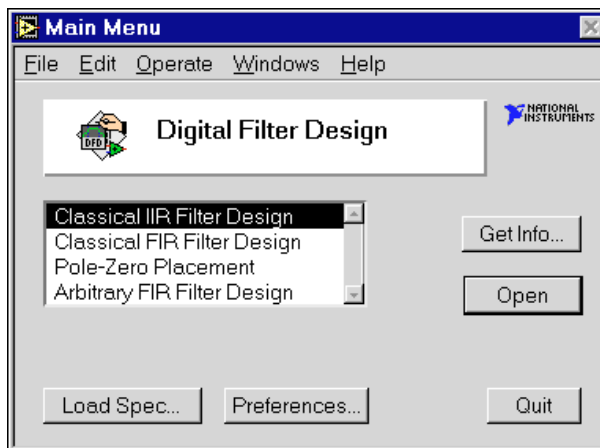 Main Menu
File Edit Operate Windows Help
DFD
Digital Filter Design
NATIONAL
INSTRUMENTS
Classical IIR Filter Design
Classical FIR Filter Design
Pole-Zero Placement
Arbitrary FIR Filter Design
Get Info...
Open
Load Spec...
Preferences...
Quit